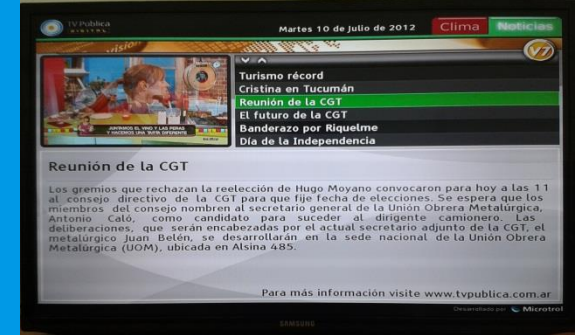 TV Pública
DIGITAL
Martes 10 de Julio de 2012
Clima
Noticias
visión
V7
Turismo récord
Cristina en Tucumán
Reunión de la CGT
El futuro de la CGT
Banderazo por Riquelme
Día de la Independencia
Reunión de la CGT
Los gremios que rechazan la reelección de Hugo Moyano convocaron para hoy a las 11
al consejo directivo de la CGT para que fije fecha de elecciones. Se espera que los
miembros del consejo nombren al secretario general de la Unión Obrera Metalúrgica,
Antonio Caló, como candidato para suceder al dirigente camionero. Las
deliberaciones, que serán encabezadas por el actual secretario adjunto de la CGT, el
metalúrgico Juan Belén, se desarrollarán en la sede nacional de la Unión Obrera
Metalúrgica (UOM), ubicada en Alsina 485.
Para más información visite www.tvpublica.com.ar
Desarrollado por Microtrol
SAMSUNG